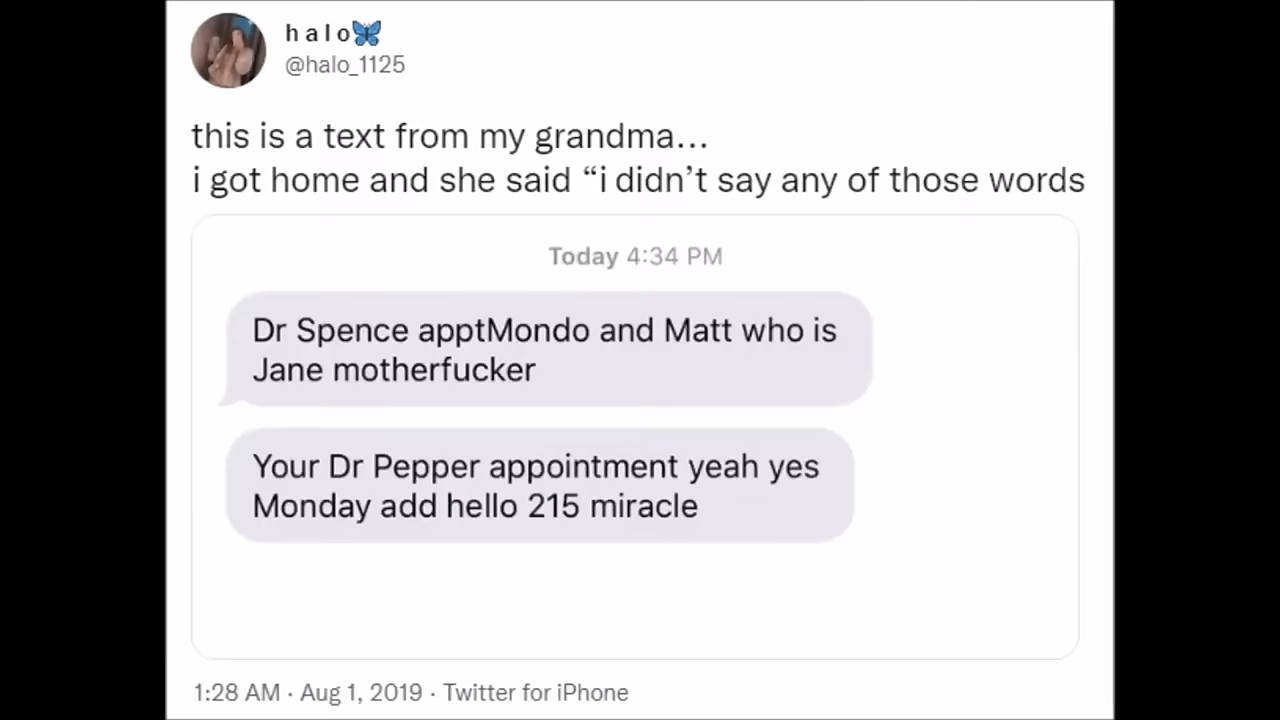 h a l o🦋
@halo_1125
this is a text from my grandma...
i got home and she said “i didn’t say any of those words
Today 4:34 PM
Dr Spence apptMondo and Matt who is
Jane motherfucker
Your Dr Pepper appointment yeah yes
Monday add hello 215 miracle
1:28 AM · Aug 1, 2019 · Twitter for iPhone